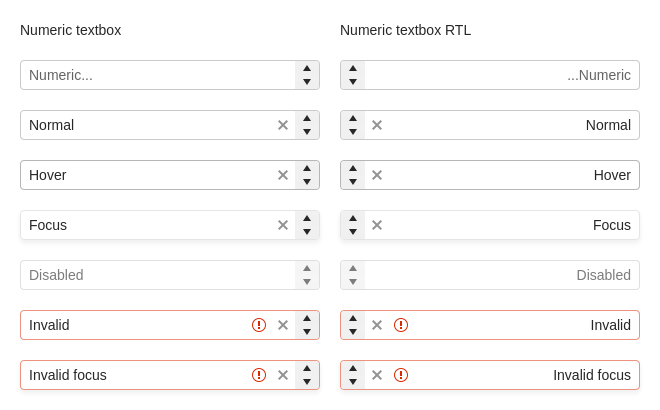 Numeric textbox
Numeric...
Normal
Hover
Focus
Disabled
Invalid
Invalid focus
Numeric textbox RTL
...Numeric
Normal
Hover
Focus
Disabled
Invalid
Invalid focus